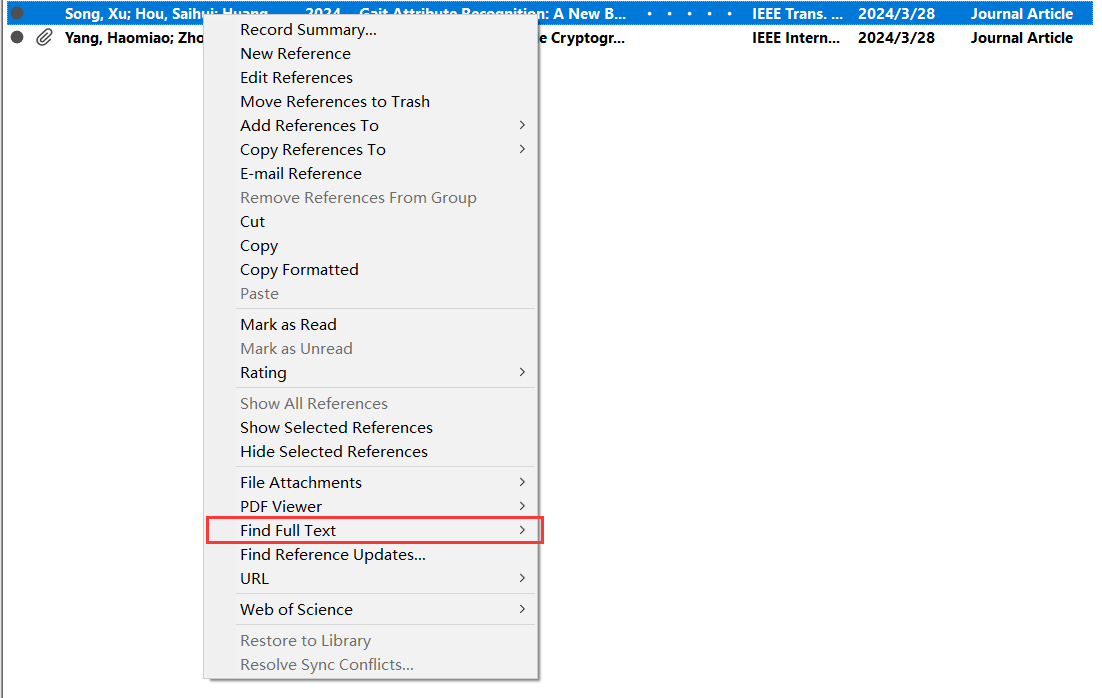 Song, Xu; Hou, Saihui; Huang, 2024 Gait Attribute Recognition: A New B... IEEE Trans. ... 2024/3/28 Journal Article
Yang, Haomiao; Zho e Cryptogr... IEEE Intern... 2024/3/28 Journal Article
Record Summary...
New Reference
Edit References
Move References to Trash
Add References To
Copy References To
E-mail Reference
Remove References From Group
Cut
Copy
Copy Formatted
Paste
Mark as Read
Mark as Unread
Rating
Show All References
Show Selected References
Hide Selected References
File Attachments
PDF Viewer
Find Full Text
Find Reference Updates...
URL
Web of Science
Restore to Library
Resolve Sync Conflicts...